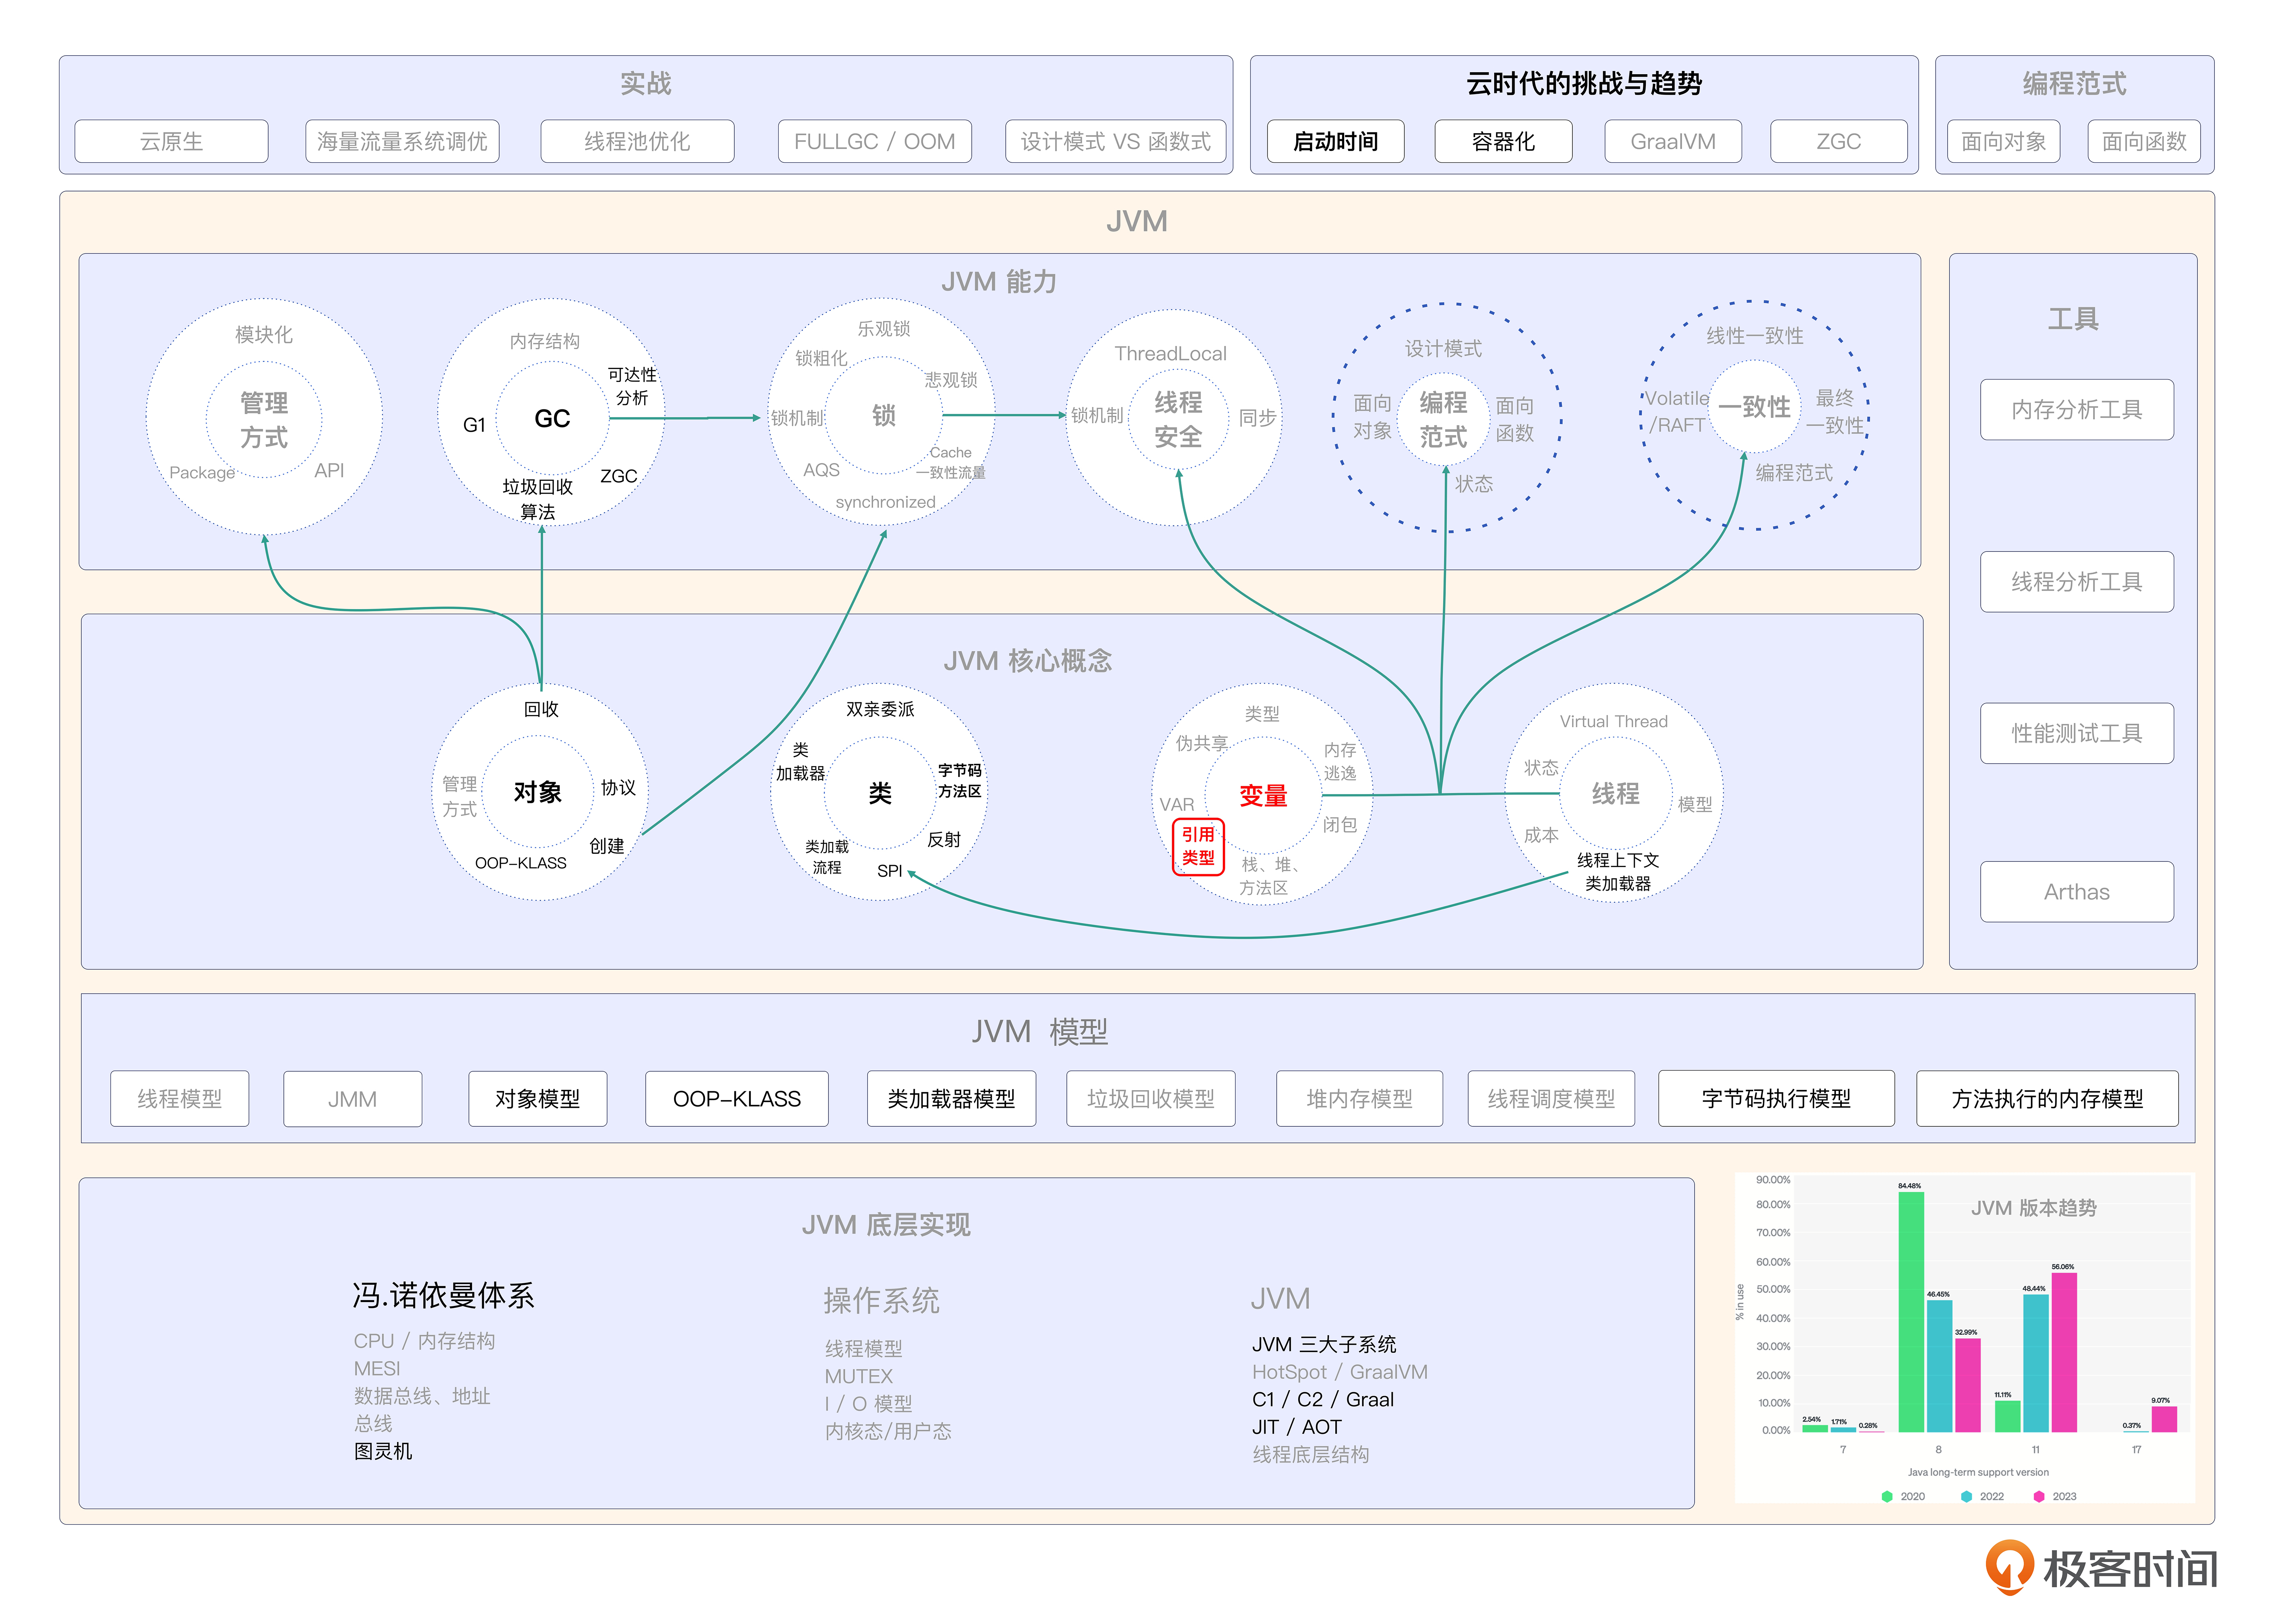 实战
云原生
海量流量系统调优
线程池优化
FULLGC / OOM
设计模式 VS 函数式
云时代的挑战与趋势
启动时间
容器化
GraalVM
ZGC
编程范式
面向对象
面向函数
JVM
JVM 能力
模块化
管理
方式
Package
API
内存结构
可达性
分析
GC
G1
ZGC
垃圾回收
算法
乐观锁
锁粗化
悲观锁
锁机制
锁
Cache
一致性流量
AQS
synchronized
ThreadLocal
锁机制
线程
安全
同步
设计模式
面向
对象
编程
范式
面向
函数
状态
线性一致性
Volatile
/RAFT
一致性
最终
一致性
编程范式
工具
内存分析工具
线程分析工具
性能测试工具
Arthas
JVM 核心概念
回收
管理
方式
对象
协议
创建
OOP-KLASS
双亲委派
类
加载器
类
字节码
方法区
类加载
流程
反射
SPI
类型
伪共享
内存
逃逸
VAR
变量
闭包
引用
类型
栈、堆、
方法区
Virtual Thread
状态
线程
模型
成本
线程上下文
类加载器
JVM 模型
线程模型
JMM
对象模型
OOP-KLASS
类加载器模型
垃圾回收模型
堆内存模型
线程调度模型
字节码执行模型
方法执行的内存模型
JVM 底层实现
冯.诺依曼体系
CPU / 内存结构
MESI
数据总线、地址
总线
图灵机
操作系统
线程模型
MUTEX
I / O 模型
内核态/用户态
JVM
JVM 三大子系统
HotSpot / GraalVM
C1 / C2 / Graal
JIT / AOT
线程底层结构
JVM 版本趋势
% in use
90.00%
80.00%
70.00%
60.00%
50.00%
40.00%
30.00%
20.00%
10.00%
0.00%
2.54%
1.71%
0.28%
84.48%
46.45%
32.99%
11.11%
48.44%
56.06%
0.37%
9.07%
7
8
11
17
Java long-term support version
2020
2022
2023
极客时间